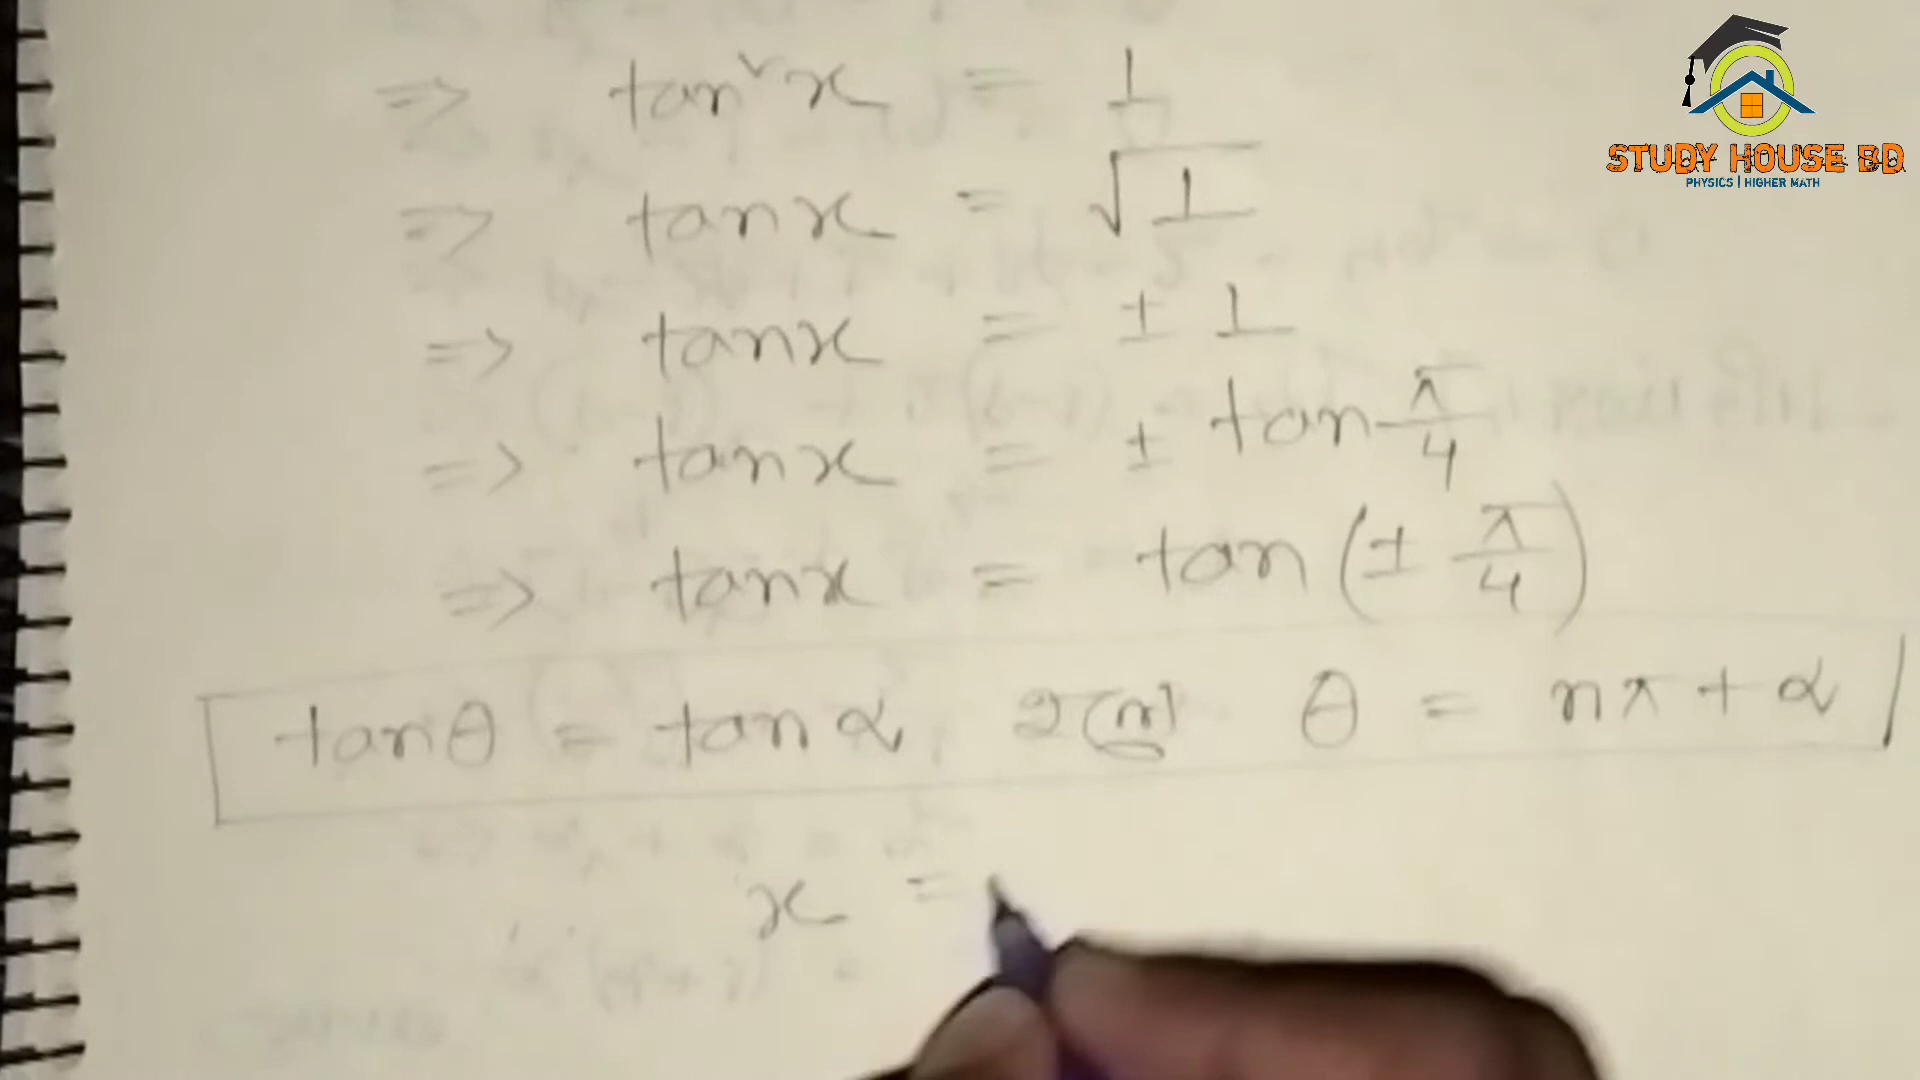 STUDY HOUSE BD
PHYSICS | HIGHER MATH
=> tan²x = 1
=> tanx = √1
=> tanx = ± 1
=> tanx = ± tan π/4
=> tanx = tan (± π/4)
tanθ = tanα, হলে θ = nπ + α
x =